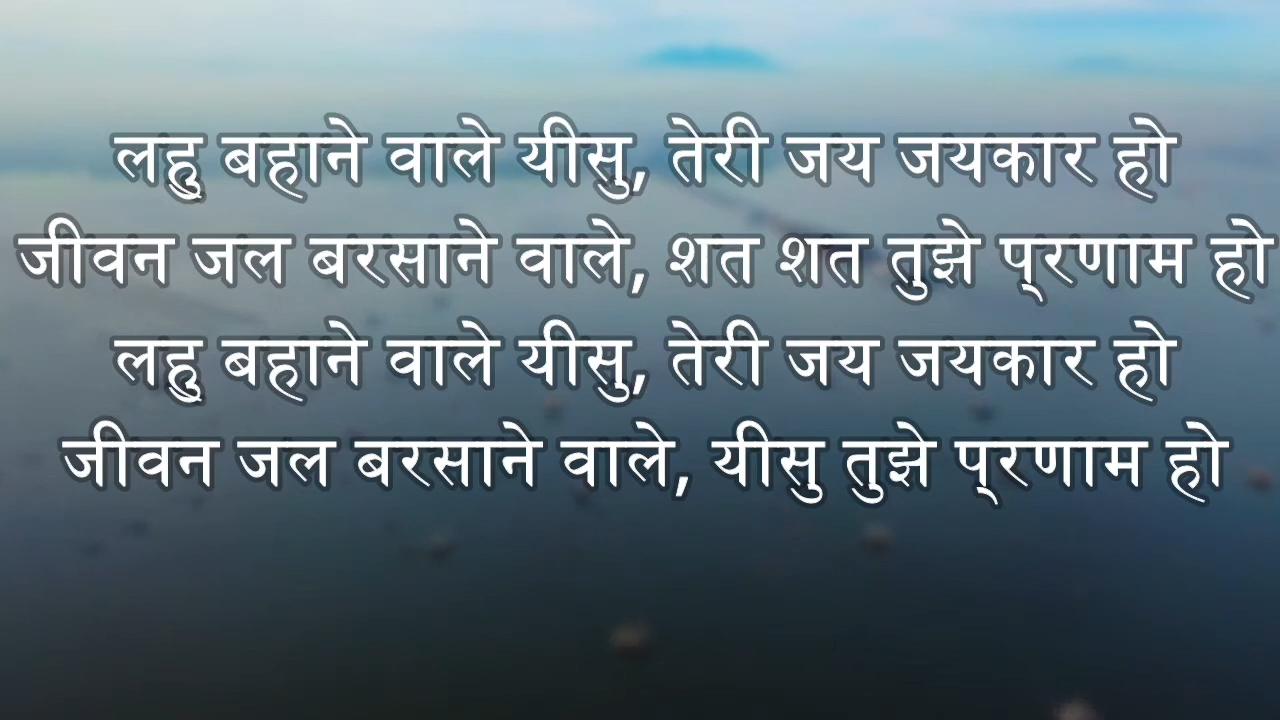 लहु बहाने वाले यीसु, तेरी जय जयकार हो
जीवन जल बरसाने वाले, शत शत तुझे प्‌रणाम हो
लहु बहाने वाले यीसु, तेरी जय जयकार हो
जीवन जल बरसाने वाले, यीसु तुझे प्‌रणाम हो